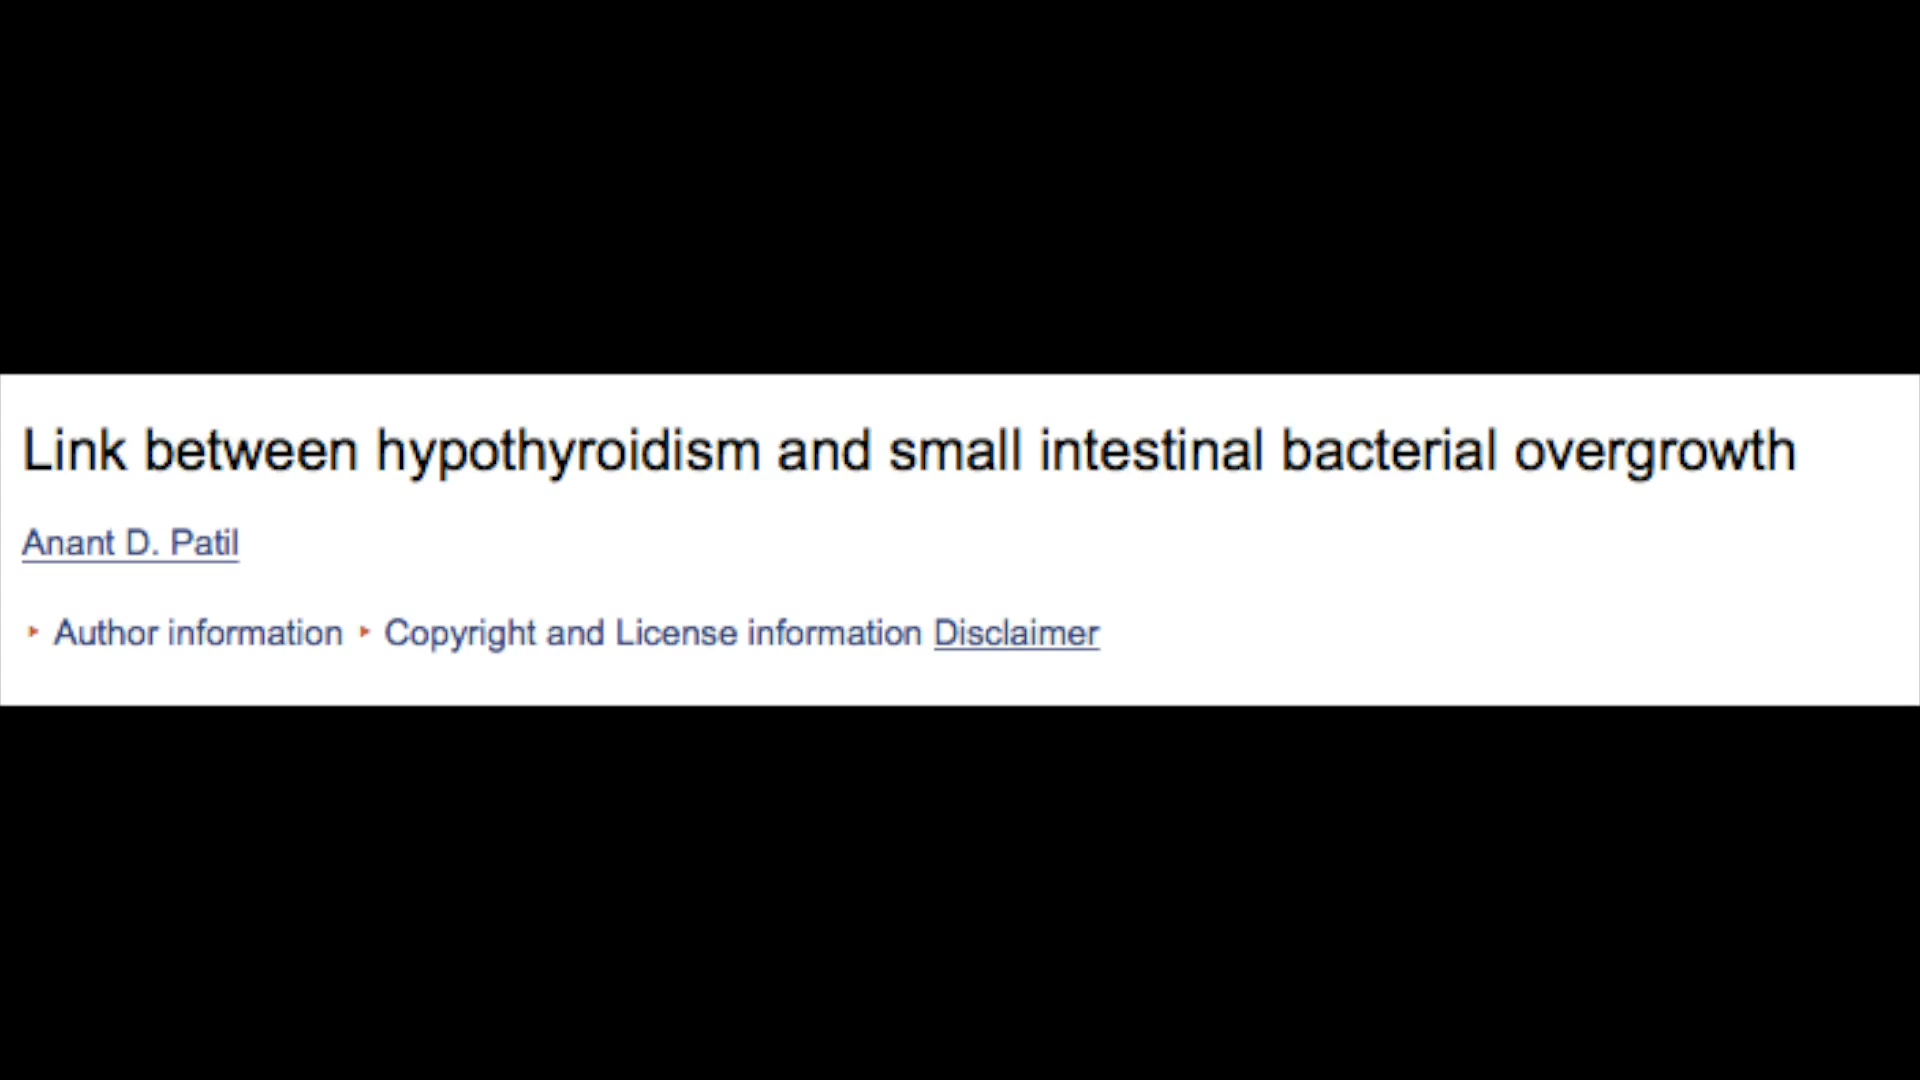 Link between hypothyroidism and small intestinal bacterial overgrowth
Anant D. Patil
Author information Copyright and License information Disclaimer